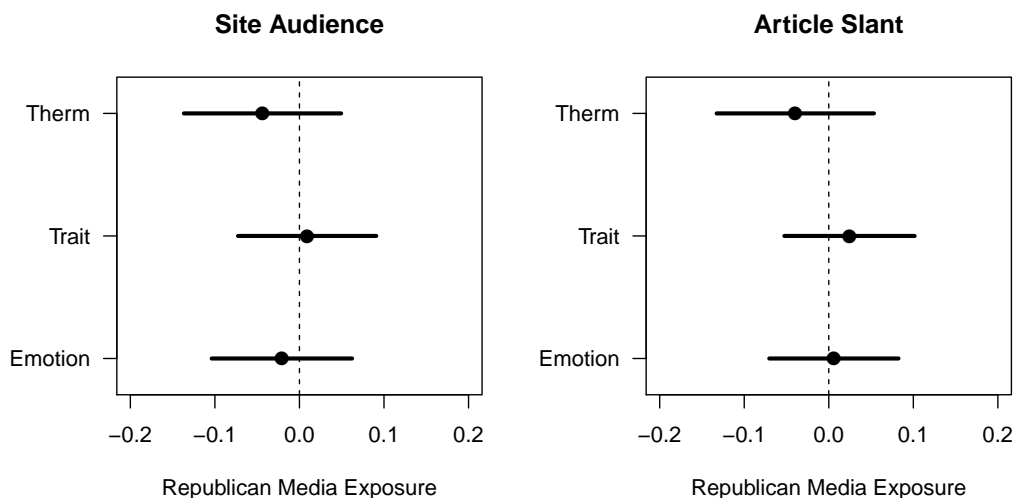 Site Audience
Therm
Trait
Emotion
−0.2 −0.1 0.0 0.1 0.2
Republican Media Exposure
Article Slant
Therm
Trait
Emotion
−0.2 −0.1 0.0 0.1 0.2
Republican Media Exposure